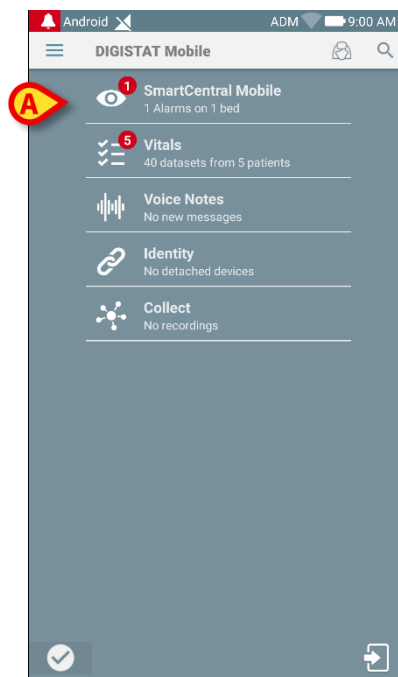 Android ADM 9:00 AM
DIGISTAT Mobile
A
1
SmartCentral Mobile
1 Alarms on 1 bed
5
Vitals
40 datasets from 5 patients
Voice Notes
No new messages
Identity
No detached devices
Collect
No recordings